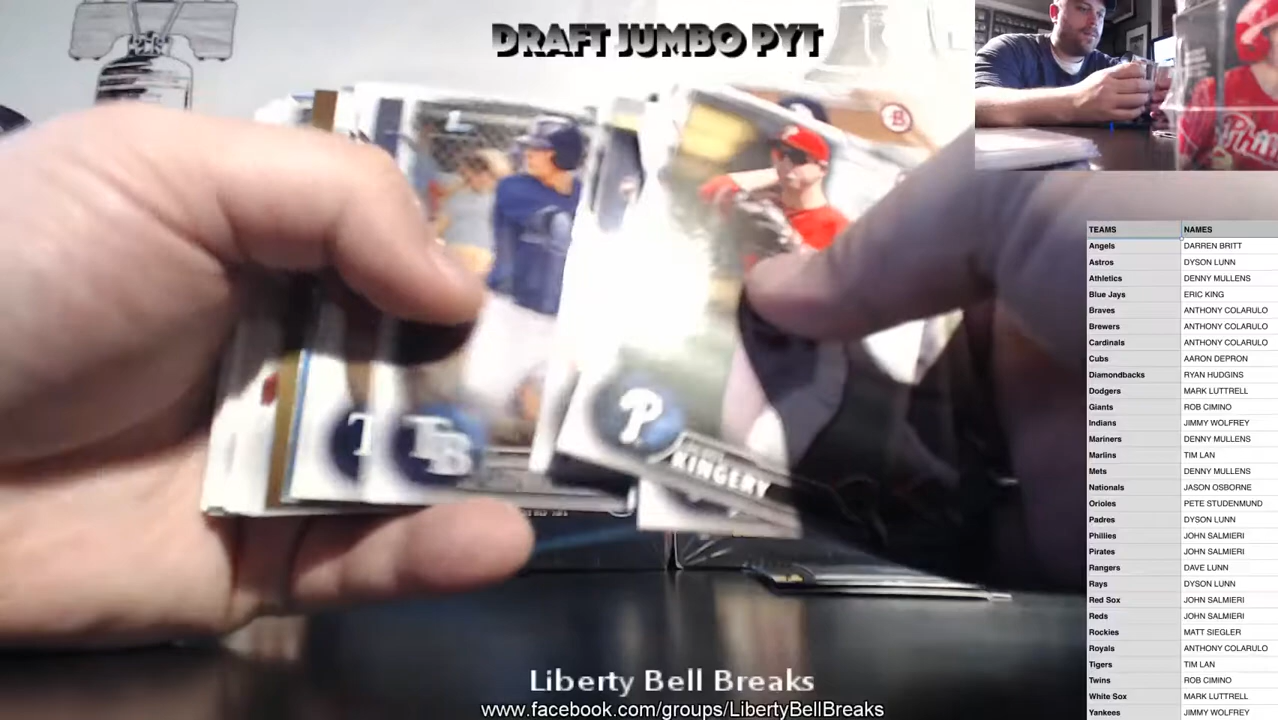 DRAFT JUMBO PYT
B
P
KINGERY
T
TB
TEAMS NAMES
Angels DARREN BRITT
Astros DYSON LUNN
Athletics DENNY MULLENS
Blue Jays ERIC KING
Braves ANTHONY COLARULO
Brewers ANTHONY COLARULO
Cardinals ANTHONY COLARULO
Cubs AARON DEPRON
Diamondbacks RYAN HUDGINS
Dodgers MARK LUTTRELL
Giants ROB CIMINO
Indians JIMMY WOLFREY
Mariners DENNY MULLENS
Marlins TIM LAN
Mets DENNY MULLENS
Nationals JASON OSBORNE
Orioles PETE STUDENMUND
Padres DYSON LUNN
Phillies JOHN SALMIERI
Pirates JOHN SALMIERI
Rangers DAVE LUNN
Rays DYSON LUNN
Red Sox JOHN SALMIERI
Reds JOHN SALMIERI
Rockies MATT SIEGLER
Royals ANTHONY COLARULO
Tigers TIM LAN
Twins ROB CIMINO
White Sox MARK LUTTRELL
Yankees JIMMY WOLFREY
Liberty Bell Breaks
www.facebook.com/groups/LibertyBellBreaks